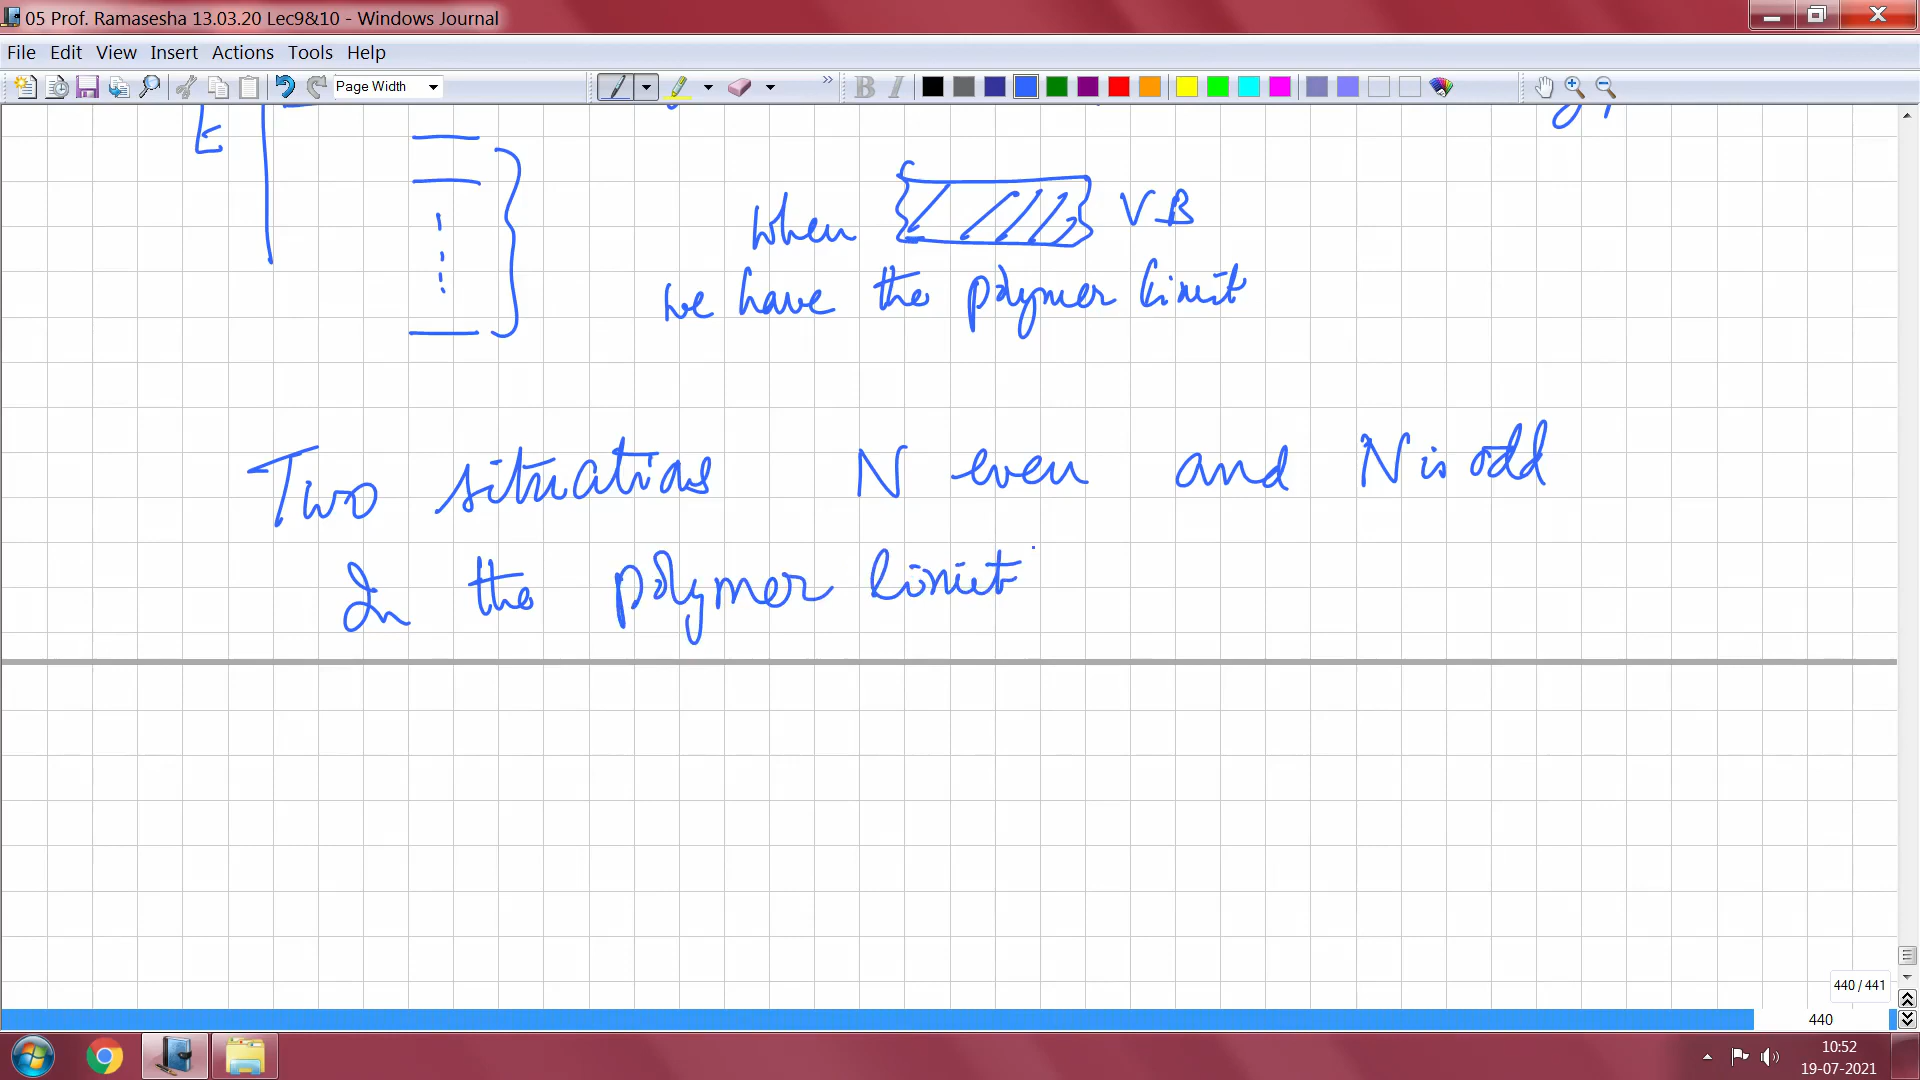 05 Prof. Ramasesha 13.03.20 Lec9&10 - Windows Journal
File Edit View Insert Actions Tools Help
Page Width
B I
E
when VB
we have the polymer limit
Two situations N even and N is odd
In the polymer limit
440 / 441
440
10:52
19-07-2021